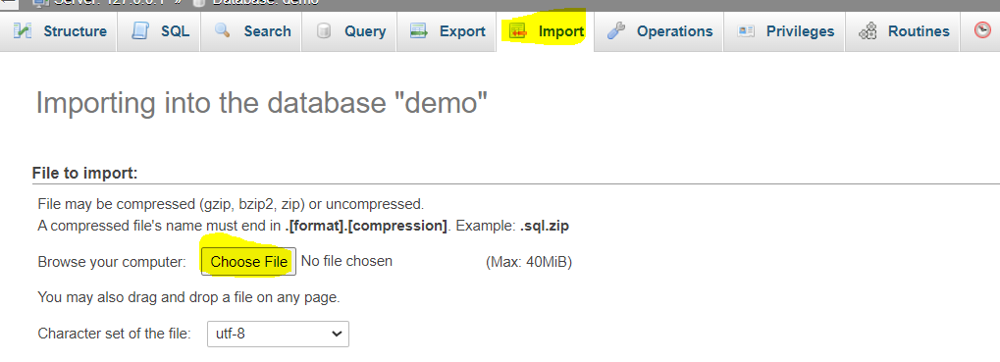 Server: 127.0.0.1 » Database: demo
Structure SQL Search Query Export Import Operations Privileges Routines
Importing into the database "demo"
File to import:
File may be compressed (gzip, bzip2, zip) or uncompressed.
A compressed file's name must end in .[format].[compression]. Example: .sql.zip
Browse your computer: Choose File No file chosen (Max: 40MiB)
You may also drag and drop a file on any page.
Character set of the file: utf-8